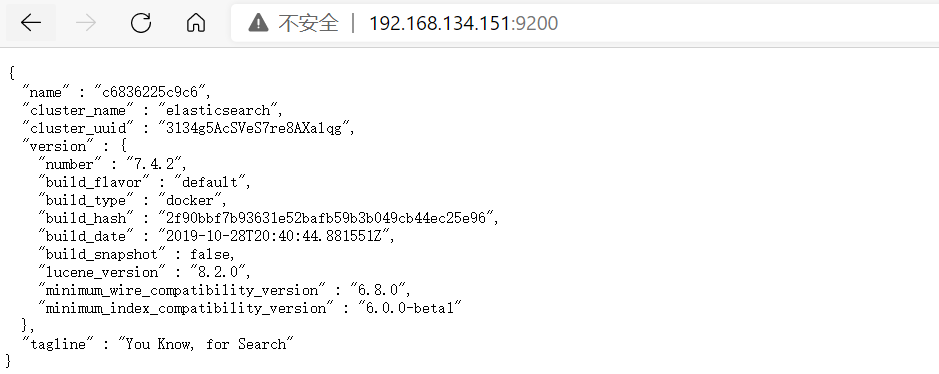 不安全 | 192.168.134.151:9200
{
  "name" : "c6836225c9c6",
  "cluster_name" : "elasticsearch",
  "cluster_uuid" : "3134g5AcSVeS7re8AXa1qg",
  "version" : {
    "number" : "7.4.2",
    "build_flavor" : "default",
    "build_type" : "docker",
    "build_hash" : "2f90bbf7b93631e52bafb59b3b049cb44ec25e96",
    "build_date" : "2019-10-28T20:40:44.881551Z",
    "build_snapshot" : false,
    "lucene_version" : "8.2.0",
    "minimum_wire_compatibility_version" : "6.8.0",
    "minimum_index_compatibility_version" : "6.0.0-beta1"
  },
  "tagline" : "You Know, for Search"
}